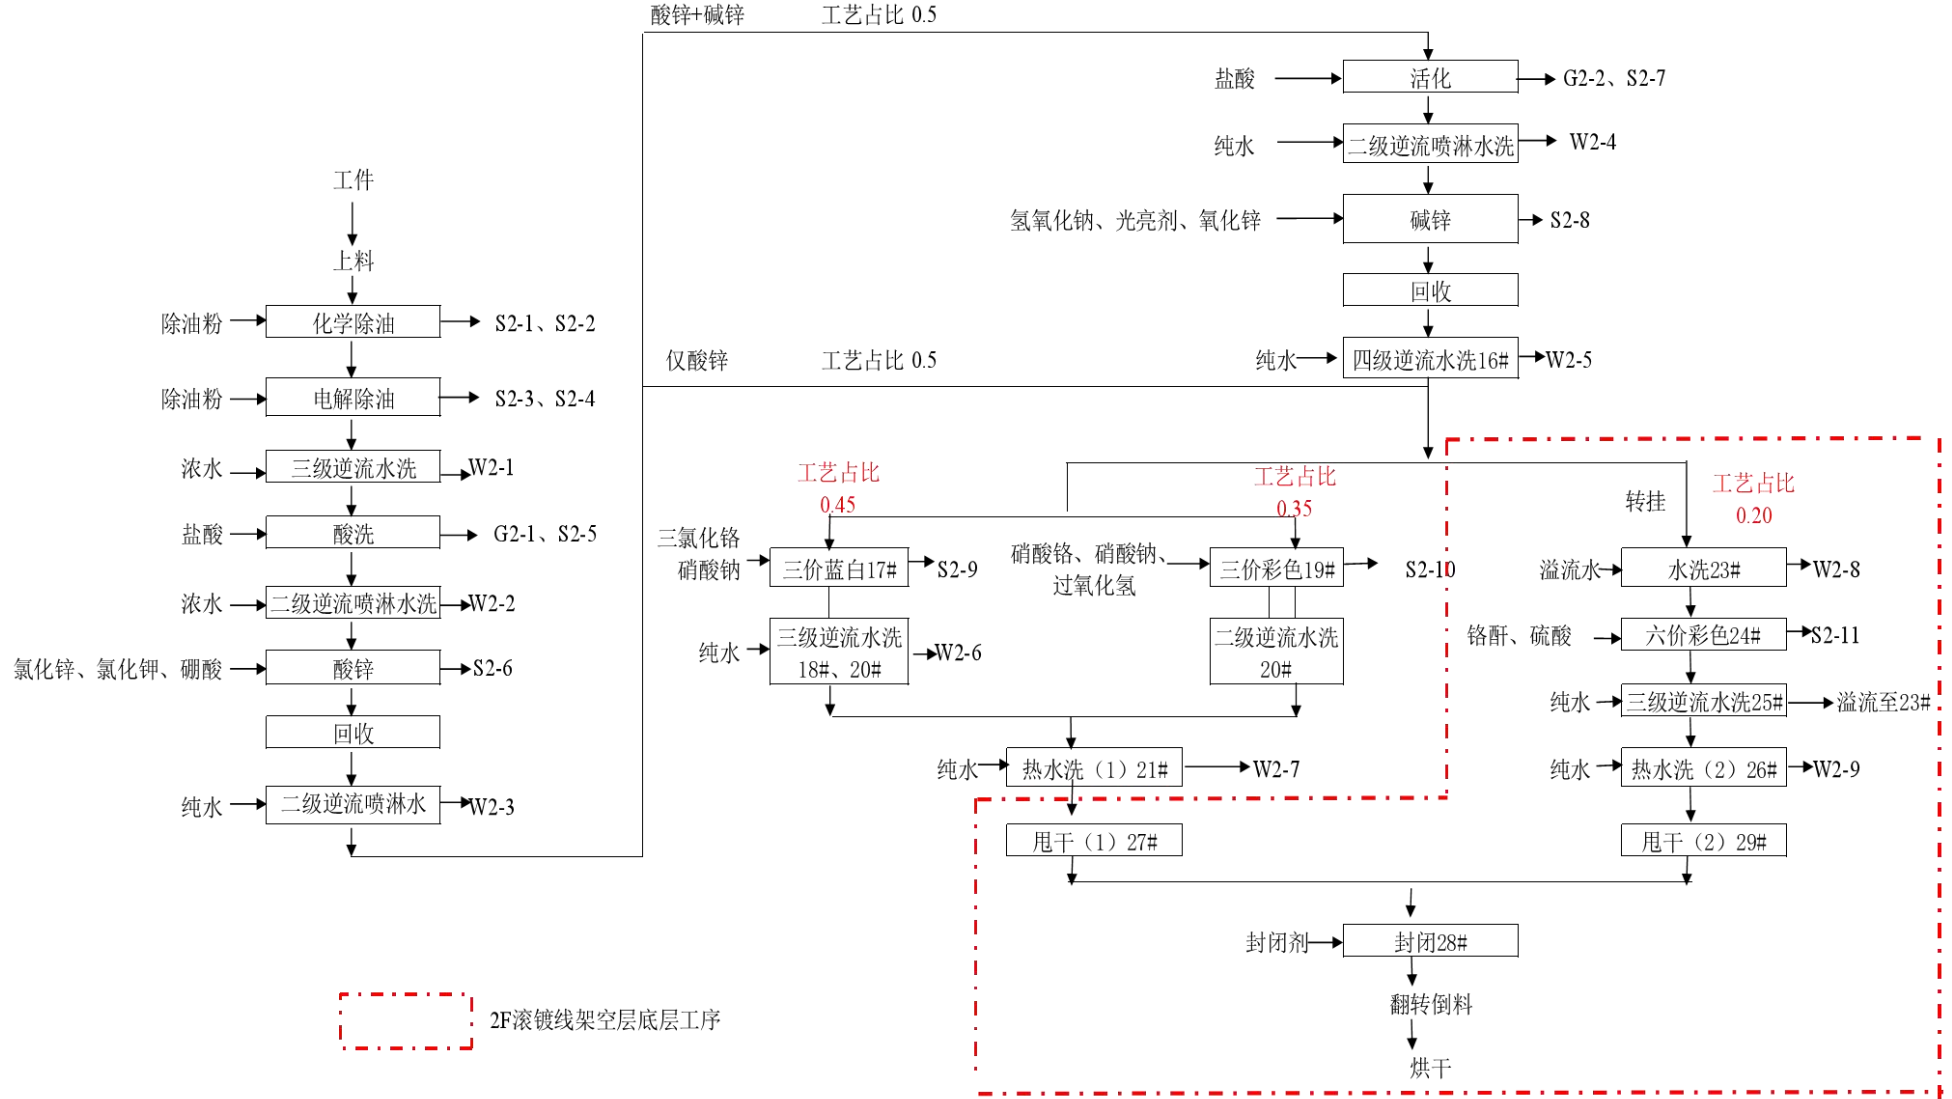 酸锌+碱锌 工艺占比 0.5
盐酸 活化 G2-2、S2-7
纯水 二级逆流喷淋水洗 W2-4
氢氧化钠、光亮剂、氧化锌 碱锌 S2-8
回收
纯水 四级逆流水洗16# W2-5
仅酸锌 工艺占比 0.5
工件
上料
除油粉 化学除油 S2-1、S2-2
除油粉 电解除油 S2-3、S2-4
浓水 三级逆流水洗 W2-1
盐酸 酸洗 G2-1、S2-5
浓水 二级逆流喷淋水洗 W2-2
氯化锌、氯化钾、硼酸 酸锌 S2-6
回收
纯水 二级逆流喷淋水 W2-3
工艺占比
0.45
三氯化铬
硝酸钠
三价蓝白17# S2-9
纯水
三级逆流水洗
18#、20#
W2-6
工艺占比
0.35
硝酸铬、硝酸钠、
过氧化氢
三价彩色19# S2-10
二级逆流水洗
20#
纯水 热水洗（1）21# W2-7
甩干（1）27#
转挂
工艺占比
0.20
溢流水 水洗23# W2-8
铬酐、硫酸 六价彩色24# S2-11
纯水 三级逆流水洗25# 溢流至23#
纯水 热水洗（2）26# W2-9
甩干（2）29#
封闭剂 封闭28#
翻转倒料
烘干
2F滚镀线架空层底层工序